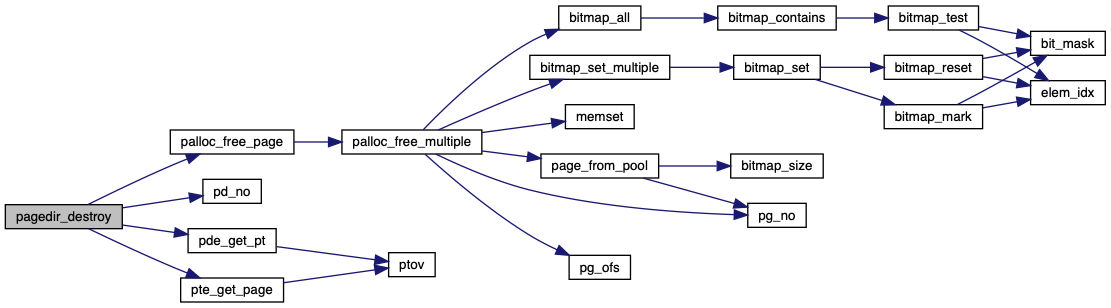 bitmap_all
bitmap_contains
bitmap_test
bit_mask
bitmap_set_multiple
bitmap_set
bitmap_reset
elem_idx
memset
bitmap_mark
palloc_free_page
palloc_free_multiple
page_from_pool
bitmap_size
pd_no
pagedir_destroy
pg_no
pde_get_pt
ptov
pg_ofs
pte_get_page